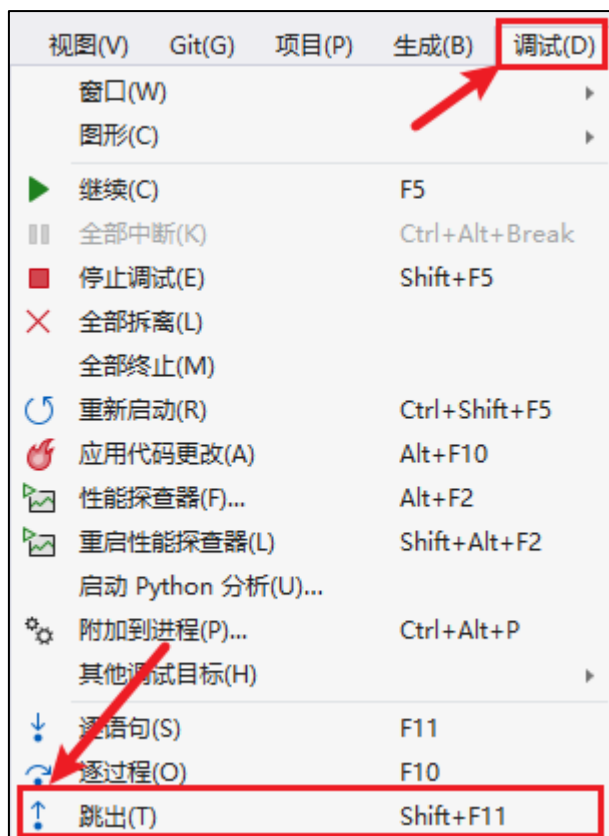 视图(V) Git(G) 项目(P) 生成(B) 调试(D)
窗口(W)
图形(C)
继续(C) F5
全部中断(K) Ctrl+Alt+Break
停止调试(E) Shift+F5
全部拆离(L)
全部终止(M)
重新启动(R) Ctrl+Shift+F5
应用代码更改(A) Alt+F10
性能探查器(F)... Alt+F2
重启性能探查器(L) Shift+Alt+F2
启动 Python 分析(U)...
附加到进程(P)... Ctrl+Alt+P
其他调试目标(H)
逐语句(S) F11
逐过程(O) F10
跳出(T) Shift+F11